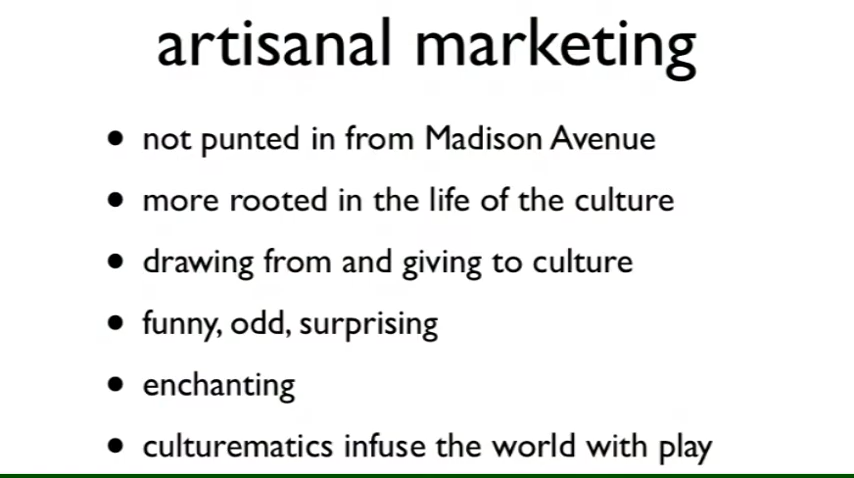 artisanal marketing
• not punted in from Madison Avenue
• more rooted in the life of the culture
• drawing from and giving to culture
• funny, odd, surprising
• enchanting
• culturematics infuse the world with play